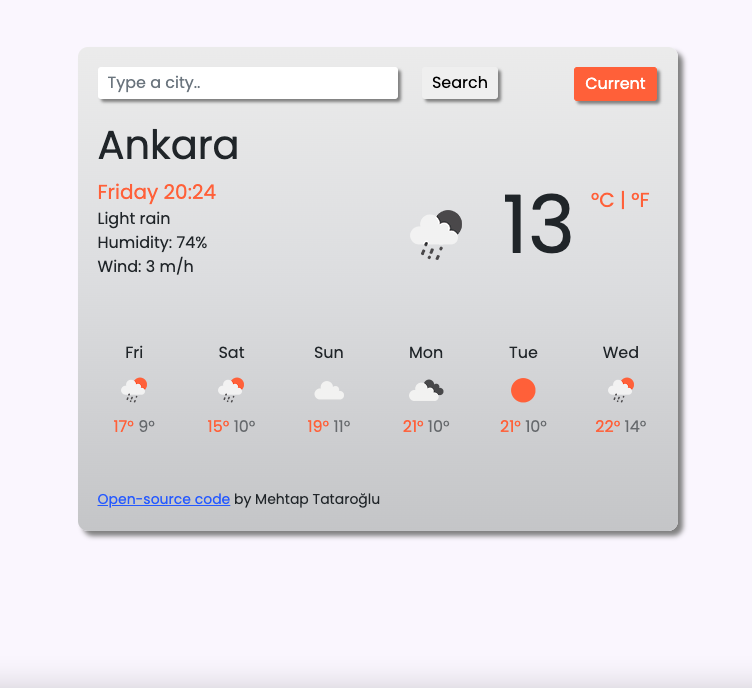 Type a city.. Search Current
Ankara
Friday 20:24
Light rain
Humidity: 74%
Wind: 3 m/h
13 °C | °F
Fri Sat Sun Mon Tue Wed
17° 9° 15° 10° 19° 11° 21° 10° 21° 10° 22° 14°
Open-source code by Mehtap Tataroğlu